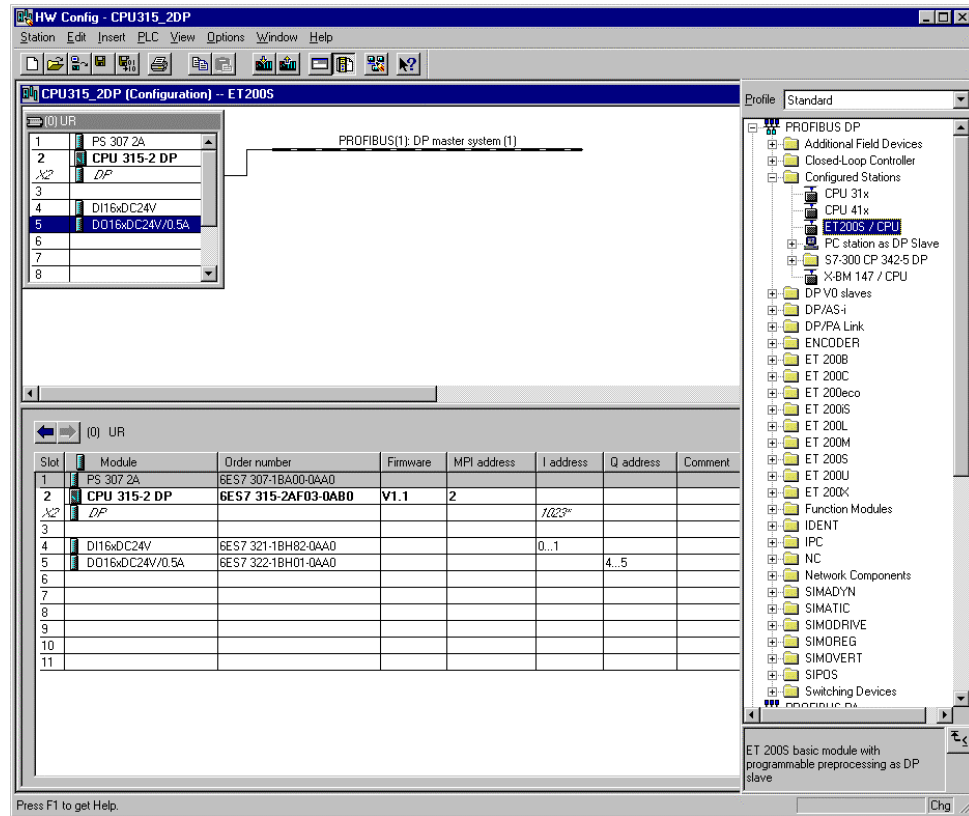 HW Config - CPU315_2DP
Station Edit Insert PLC View Options Window Help
CPU315_2DP (Configuration) -- ET200S
(0) UR
1 PS 307 2A
2 CPU 315-2 DP
X2 DP
3
4 DI16xDC24V
5 DO16xDC24V/0.5A
6
7
8
PROFIBUS(1): DP master system (1)
(0) UR
Slot Module Order number Firmware MPI address I address Q address Comment
1 PS 307 2A 6ES7 307-1BA00-0AA0
2 CPU 315-2 DP 6ES7 315-2AF03-0AB0 V1.1 2
X2 DP 1023*
3
4 DI16xDC24V 6ES7 321-1BH82-0AA0 0...1
5 DO16xDC24V/0.5A 6ES7 322-1BH01-0AA0 4...5
6
7
8
9
10
11
Profile Standard
PROFIBUS DP
Additional Field Devices
Closed-Loop Controller
Configured Stations
CPU 31x
CPU 41x
ET200S / CPU
PC station as DP Slave
S7-300 CP 342-5 DP
X-BM 147 / CPU
DP V0 slaves
DP/AS-i
DP/PA Link
ENCODER
ET 200B
ET 200C
ET 200eco
ET 200iS
ET 200L
ET 200M
ET 200S
ET 200U
ET 200X
Function Modules
IDENT
IPC
NC
Network Components
SIMADYN
SIMATIC
SIMODRIVE
SIMOREG
SIMOVERT
SIPOS
Switching Devices
PROFIBUS PA
ET 200S basic module with
programmable preprocessing as DP
slave
Press F1 to get Help.
Chg